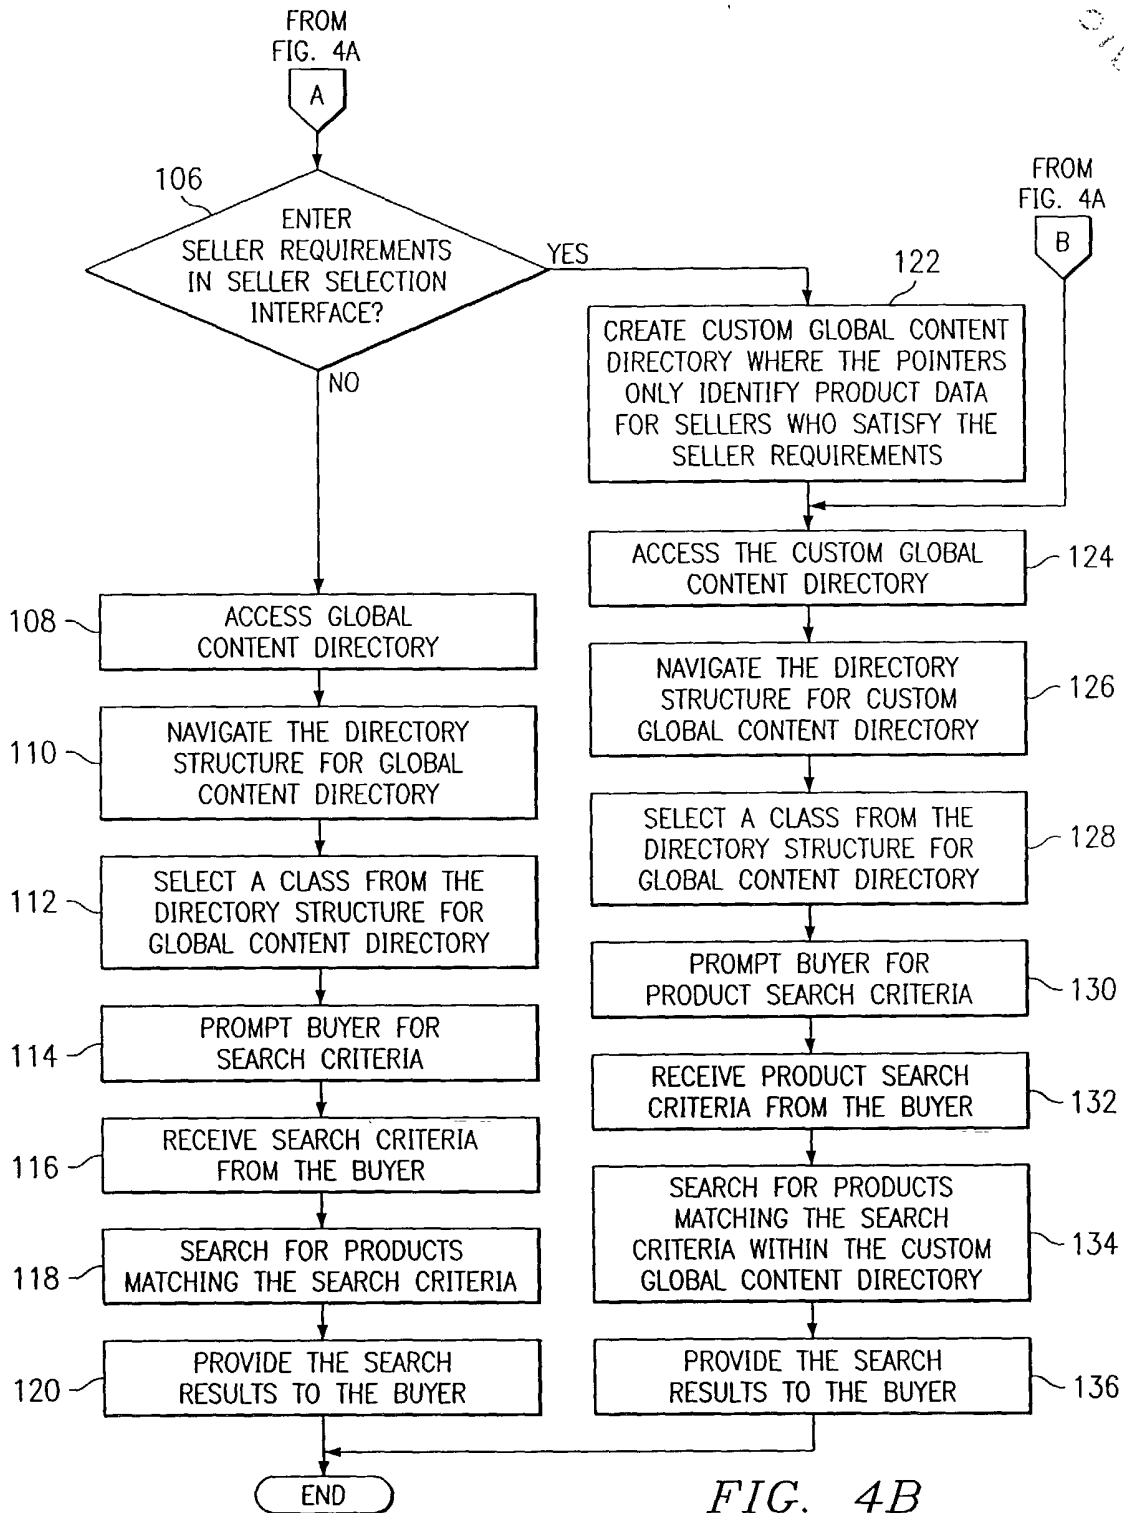 FROM
FIG. 4A
A
106
ENTER
SELLER REQUIREMENTS
IN SELLER SELECTION
INTERFACE?
YES
NO
FROM
FIG. 4A
B
122
CREATE CUSTOM GLOBAL CONTENT
DIRECTORY WHERE THE POINTERS
ONLY IDENTIFY PRODUCT DATA
FOR SELLERS WHO SATISFY THE
SELLER REQUIREMENTS
108
ACCESS GLOBAL
CONTENT DIRECTORY
110
NAVIGATE THE DIRECTORY
STRUCTURE FOR GLOBAL
CONTENT DIRECTORY
112
SELECT A CLASS FROM THE
DIRECTORY STRUCTURE FOR
GLOBAL CONTENT DIRECTORY
114
PROMPT BUYER FOR
SEARCH CRITERIA
116
RECEIVE SEARCH CRITERIA
FROM THE BUYER
118
SEARCH FOR PRODUCTS
MATCHING THE SEARCH CRITERIA
120
PROVIDE THE SEARCH
RESULTS TO THE BUYER
ACCESS THE CUSTOM GLOBAL
CONTENT DIRECTORY
124
NAVIGATE THE DIRECTORY
STRUCTURE FOR CUSTOM
GLOBAL CONTENT DIRECTORY
126
SELECT A CLASS FROM THE
DIRECTORY STRUCTURE FOR
GLOBAL CONTENT DIRECTORY
128
PROMPT BUYER FOR
PRODUCT SEARCH CRITERIA
130
RECEIVE PRODUCT SEARCH
CRITERIA FROM THE BUYER
132
SEARCH FOR PRODUCTS
MATCHING THE SEARCH
CRITERIA WITHIN THE CUSTOM
GLOBAL CONTENT DIRECTORY
134
PROVIDE THE SEARCH
RESULTS TO THE BUYER
136
END
FIG. 4B